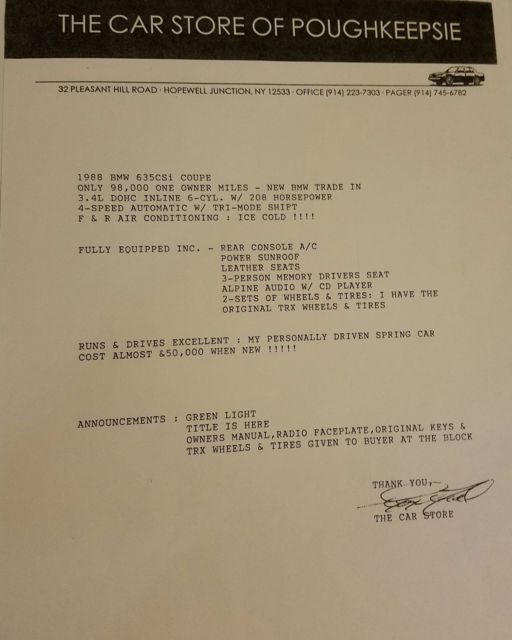 THE CAR STORE OF POUGHKEEPSIE
32 PLEASANT HILL ROAD · HOPEWELL JUNCTION, NY 12533 · OFFICE (914) 223-7303 · PAGER (914) 745-6782
1988 BMW 635CSi COUPE
ONLY 98,000 ONE OWNER MILES - NEW BMW TRADE IN
3.4L DOHC INLINE 6-CYL. W/ 208 HORSEPOWER
4-SPEED AUTOMATIC W/ TRI-MODE SHIFT
F & R AIR CONDITIONING : ICE COLD !!!!
FULLY EQUIPPED INC. - REAR CONSOLE A/C
POWER SUNROOF
LEATHER SEATS
3-PERSON MEMORY DRIVERS SEAT
ALPINE AUDIO W/ CD PLAYER
2-SETS OF WHEELS & TIRES: I HAVE THE
ORIGINAL TRX WHEELS & TIRES
RUNS & DRIVES EXCELLENT : MY PERSONALLY DRIVEN SPRING CAR
COST ALMOST &50,000 WHEN NEW !!!!!
ANNOUNCEMENTS : GREEN LIGHT
TITLE IS HERE
OWNERS MANUAL,RADIO FACEPLATE,ORIGINAL KEYS &
TRX WHEELS & TIRES GIVEN TO BUYER AT THE BLOCK
THANK YOU,
THE CAR STORE